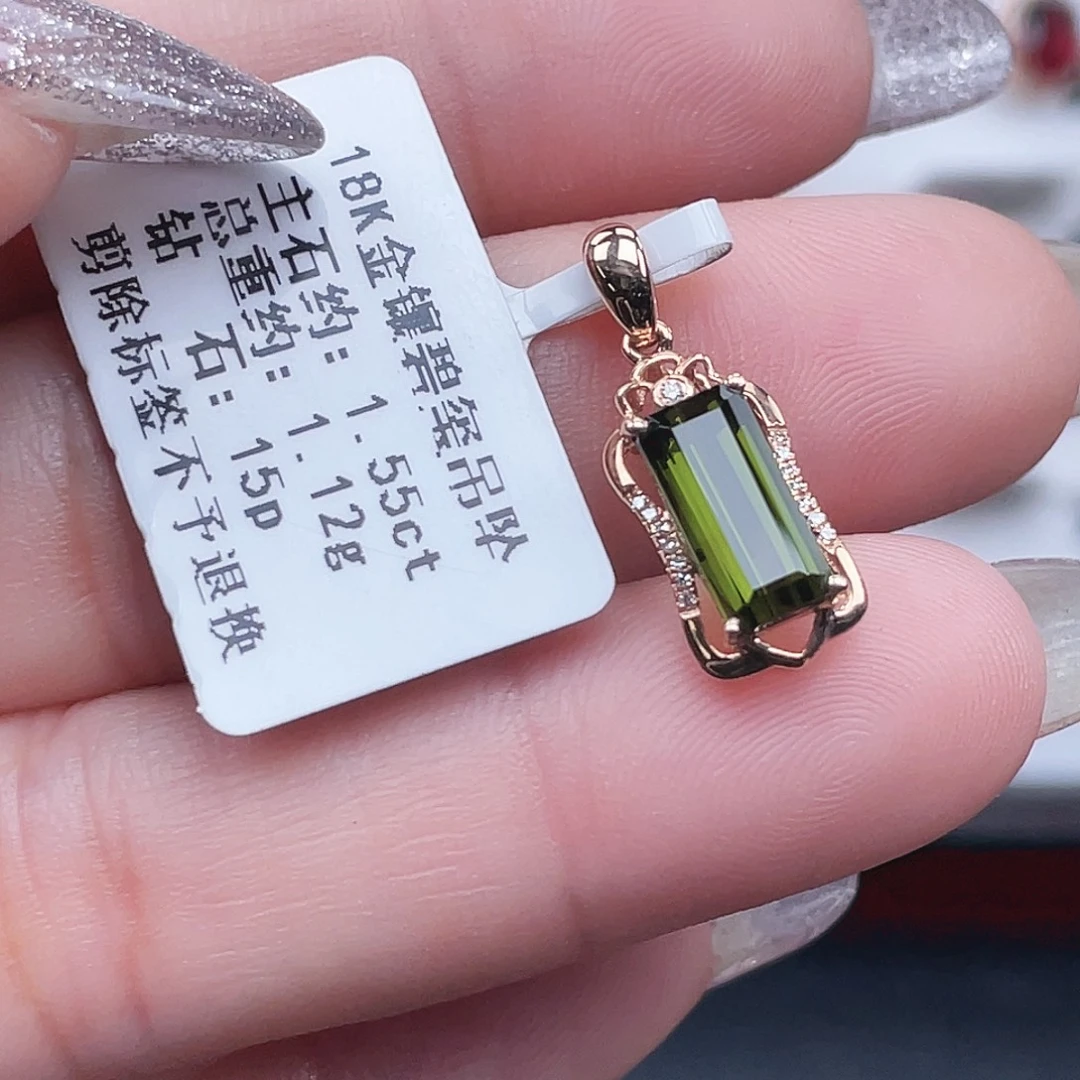 18K金镶碧玺吊坠
主石约: 1.55ct
总重约: 1.12g
钻 石: 15p
剪除标签不予退换